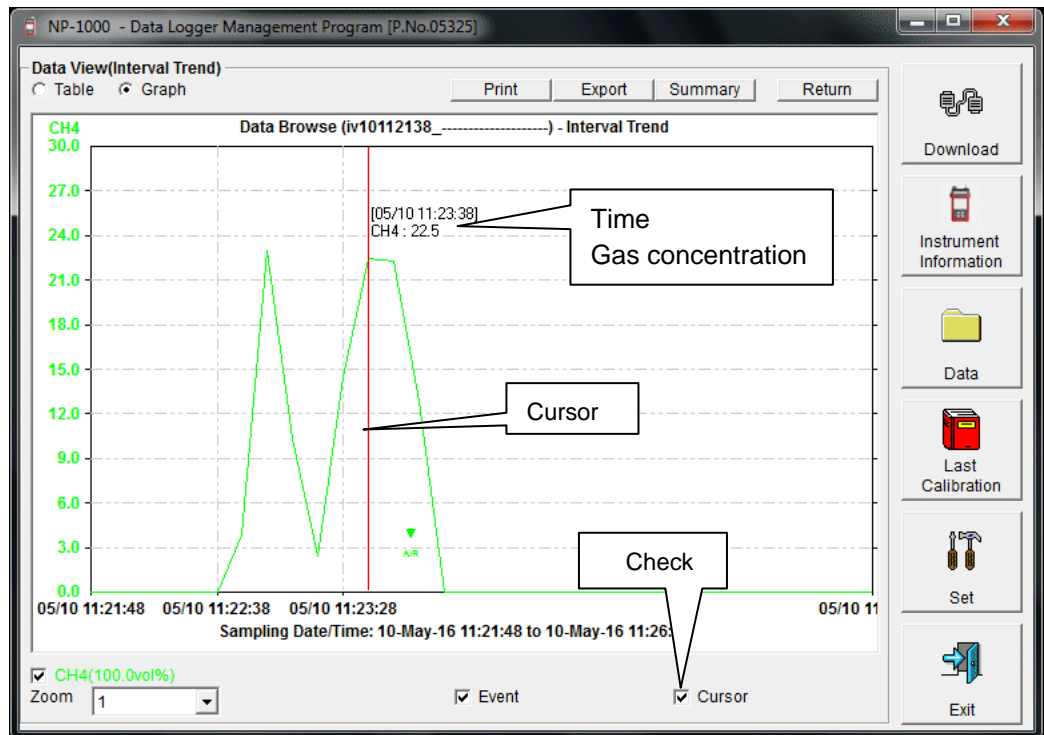 NP-1000 - Data Logger Management Program [P.No.05325]
Data View(Interval Trend)
Table Graph
Print Export Summary Return
CH4
Data Browse (iv10112138_--------------------) - Interval Trend
30.0
27.0
24.0
21.0
18.0
15.0
12.0
9.0
6.0
3.0
0.0
[05/10 11:23:38]
CH4 : 22.5
Time
Gas concentration
Cursor
A/R
Check
05/10 11:21:48 05/10 11:22:38 05/10 11:23:28 05/10 11
Sampling Date/Time: 10-May-16 11:21:48 to 10-May-16 11:26:
CH4(100.0vol%)
Zoom 1
Event
Cursor
Download
Instrument
Information
Data
Last
Calibration
Set
Exit